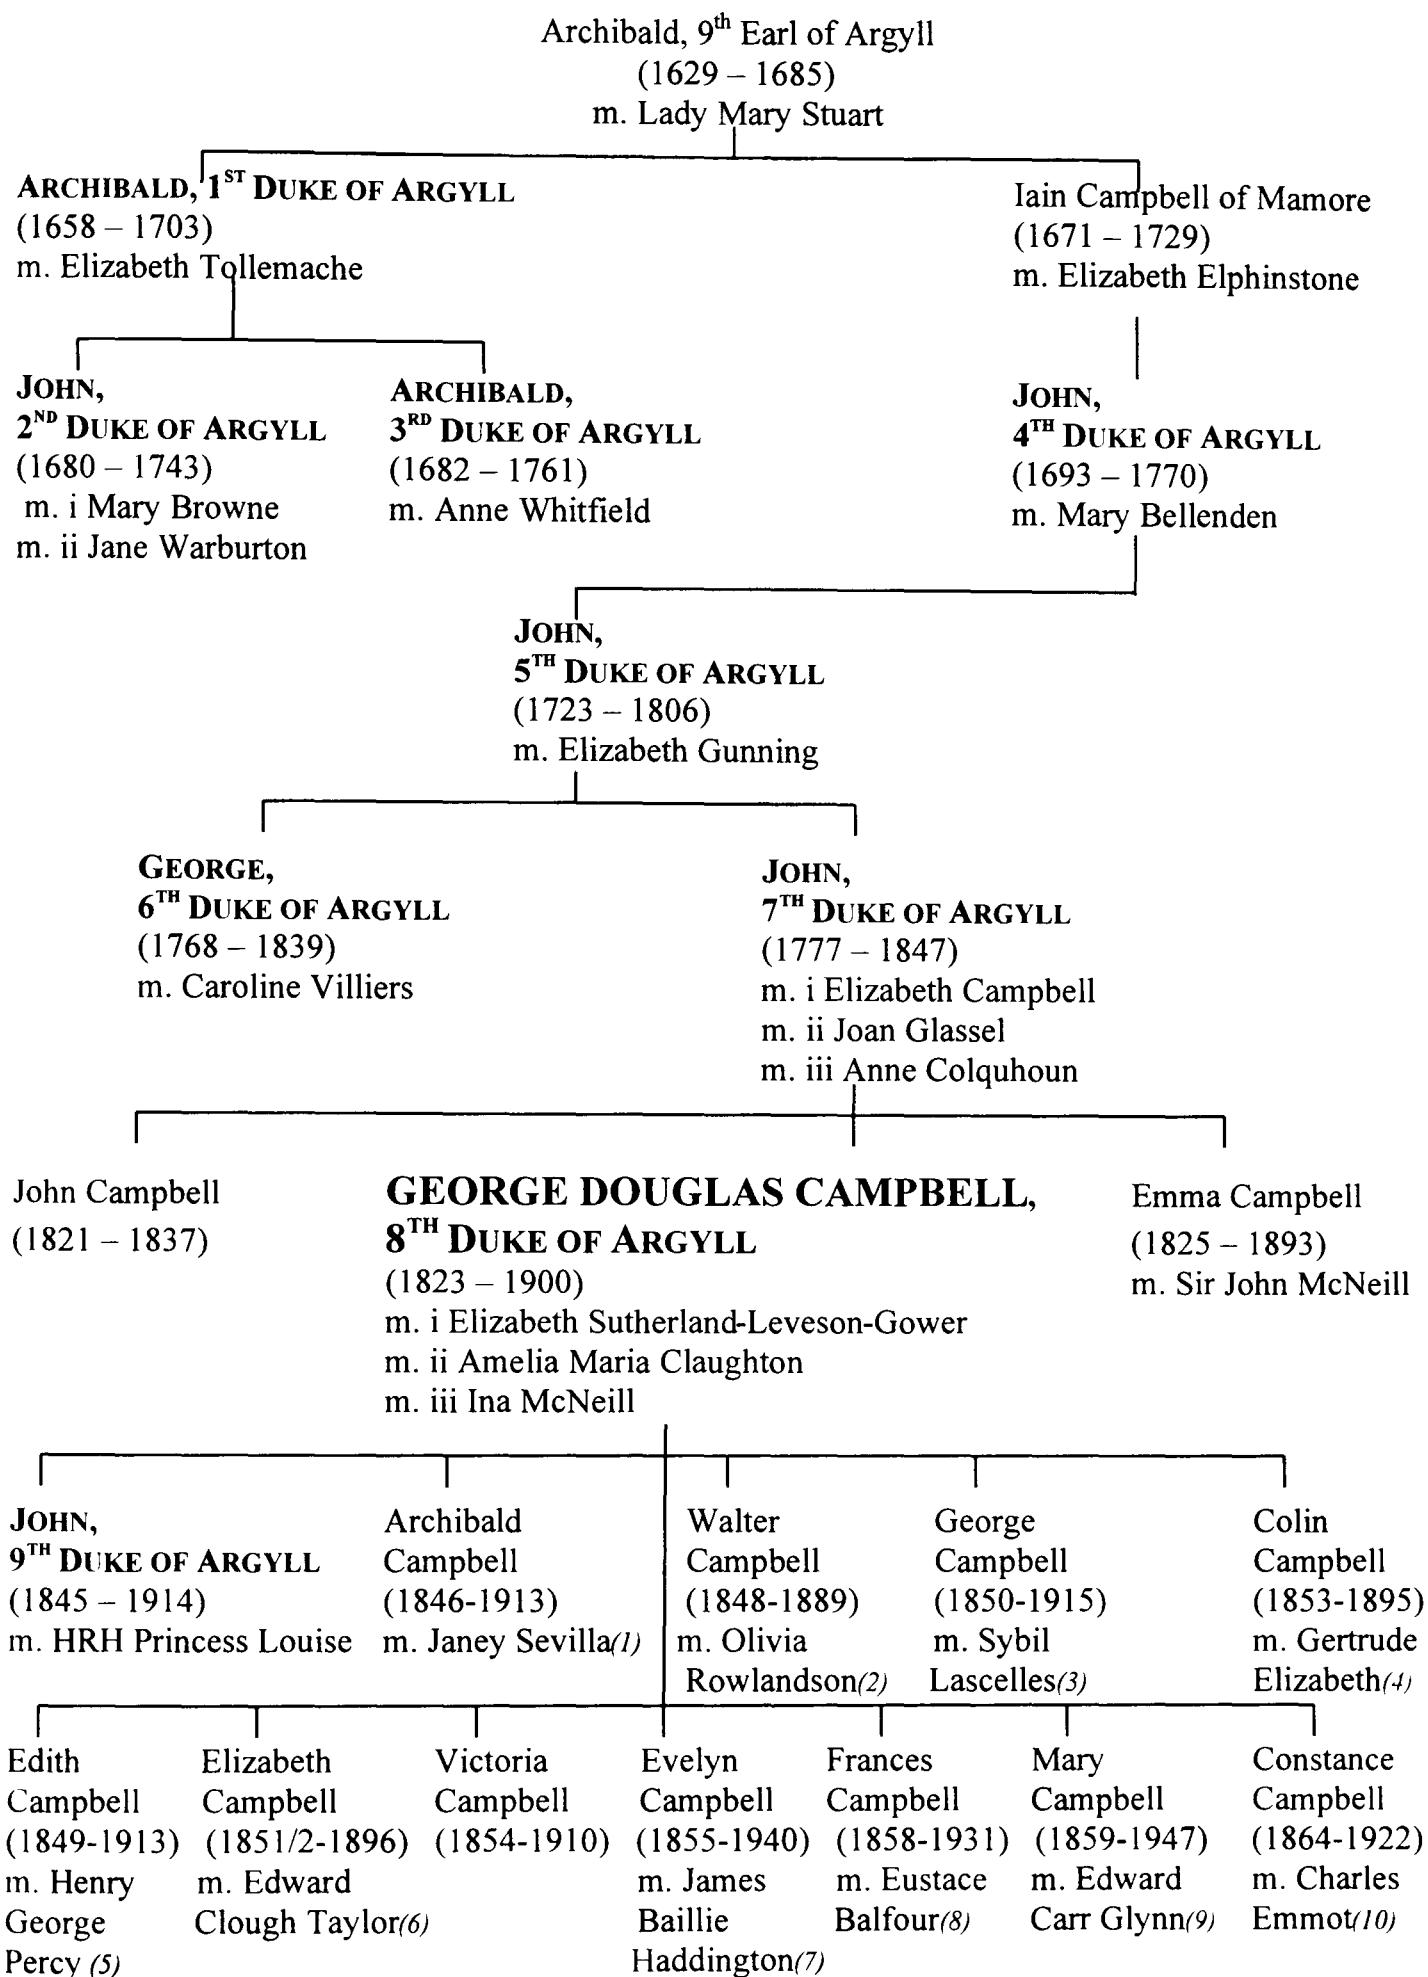 Archibald, 9th Earl of Argyll
(1629 – 1685)
m. Lady Mary Stuart
ARCHIBALD, 1ST DUKE OF ARGYLL
(1658 – 1703)
m. Elizabeth Tollemache
Iain Campbell of Mamore
(1671 – 1729)
m. Elizabeth Elphinstone
JOHN,
2ND DUKE OF ARGYLL
(1680 – 1743)
m. i Mary Browne
m. ii Jane Warburton
ARCHIBALD,
3RD DUKE OF ARGYLL
(1682 – 1761)
m. Anne Whitfield
JOHN,
4TH DUKE OF ARGYLL
(1693 – 1770)
m. Mary Bellenden
JOHN,
5TH DUKE OF ARGYLL
(1723 – 1806)
m. Elizabeth Gunning
GEORGE,
6TH DUKE OF ARGYLL
(1768 – 1839)
m. Caroline Villiers
JOHN,
7TH DUKE OF ARGYLL
(1777 – 1847)
m. i Elizabeth Campbell
m. ii Joan Glassel
m. iii Anne Colquhoun
John Campbell
(1821 – 1837)
GEORGE DOUGLAS CAMPBELL,
8TH DUKE OF ARGYLL
(1823 – 1900)
m. i Elizabeth Sutherland-Leveson-Gower
m. ii Amelia Maria Claughton
m. iii Ina McNeill
Emma Campbell
(1825 – 1893)
m. Sir John McNeill
JOHN,
9TH DUKE OF ARGYLL
(1845 – 1914)
m. HRH Princess Louise
Archibald
Campbell
(1846-1913)
m. Janey Sevilla(1)
Walter
Campbell
(1848-1889)
m. Olivia
Rowlandson(2)
George
Campbell
(1850-1915)
m. Sybil
Lascelles(3)
Colin
Campbell
(1853-1895)
m. Gertrude
Elizabeth(4)
Edith
Campbell
(1849-1913)
m. Henry
George
Percy (5)
Elizabeth
Campbell
(1851/2-1896)
m. Edward
Clough Taylor(6)
Victoria
Campbell
(1854-1910)
Evelyn
Campbell
(1855-1940)
m. James
Baillie
Haddington(7)
Frances
Campbell
(1858-1931)
m. Eustace
Balfour(8)
Mary
Campbell
(1859-1947)
m. Edward
Carr Glynn(9)
Constance
Campbell
(1864-1922)
m. Charles
Emmot(10)